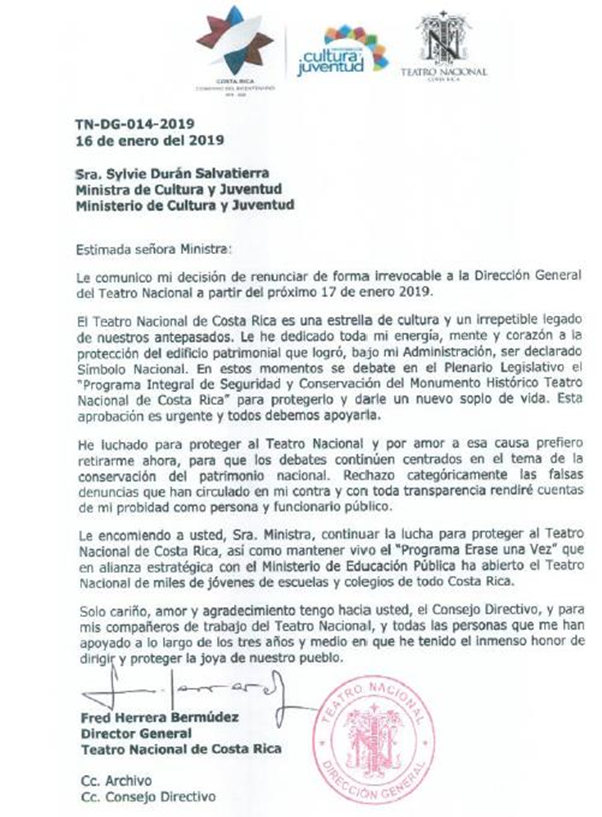 COSTA RICA
GOBIERNO DEL BICENTENARIO
2018 - 2022
cultura y
juventud
TEATRO NACIONAL
COSTA RICA
TN-DG-014-2019
16 de enero del 2019
Sra. Sylvie Durán Salvatierra
Ministra de Cultura y Juventud
Ministerio de Cultura y Juventud
Estimada señora Ministra:
Le comunico mi decisión de renunciar de forma irrevocable a la Dirección General
del Teatro Nacional a partir del próximo 17 de enero 2019.
El Teatro Nacional de Costa Rica es una estrella de cultura y un irrepetible legado
de nuestros antepasados. Le he dedicado toda mi energía, mente y corazón a la
protección del edificio patrimonial que logró, bajo mi Administración, ser declarado
Símbolo Nacional. En estos momentos se debate en el Plenario Legislativo el
"Programa Integral de Seguridad y Conservación del Monumento Histórico Teatro
Nacional de Costa Rica" para protegerlo y darle un nuevo soplo de vida. Esta
aprobación es urgente y todos debemos apoyarla.
He luchado para proteger al Teatro Nacional y por amor a esa causa prefiero
retirarme ahora, para que los debates continúen centrados en el tema de la
conservación del patrimonio nacional. Rechazo categóricamente las falsas
denuncias que han circulado en mi contra y con toda transparencia rendiré cuentas
de mi probidad como persona y funcionario público.
Le encomiendo a usted, Sra. Ministra, continuar la lucha para proteger al Teatro
Nacional de Costa Rica, así como mantener vivo el "Programa Erase una Vez" que
en alianza estratégica con el Ministerio de Educación Pública ha abierto el Teatro
Nacional de miles de jóvenes de escuelas y colegios de todo Costa Rica.
Solo cariño, amor y agradecimiento tengo hacia usted, el Consejo Directivo, y para
mis compañeros de trabajo del Teatro Nacional, y todas las personas que me han
apoyado a lo largo de los tres años y medio en que he tenido el inmenso honor de
dirigir y proteger la joya de nuestro pueblo.
Fred Herrera Bermúdez
Director General
Teatro Nacional de Costa Rica
TEATRO NACIONAL
DIRECCIÓN GENERAL
Cc. Archivo
Cc. Consejo Directivo